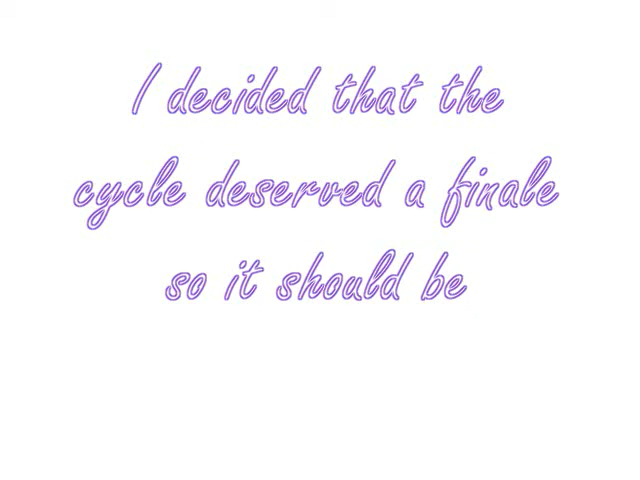 I decided that the
cycle deserved a finale
so it should be